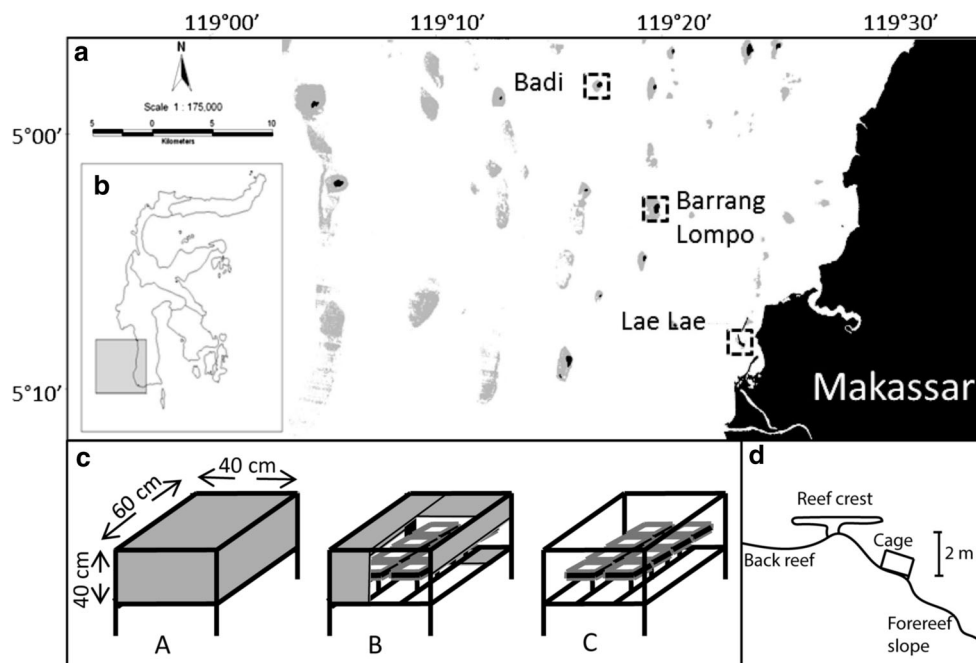 119°00′ 119°10′ 119°20′ 119°30′
a
N
Scale 1 : 175,000
5 0 5 10
Kilometers
5°00′
5°10′
b
Badi
Barrang
Lompo
Lae Lae
Makassar
c
60 cm
40 cm
40 cm
A
B
C
d
Reef crest
Cage
2 m
Back reef
Forereef
slope